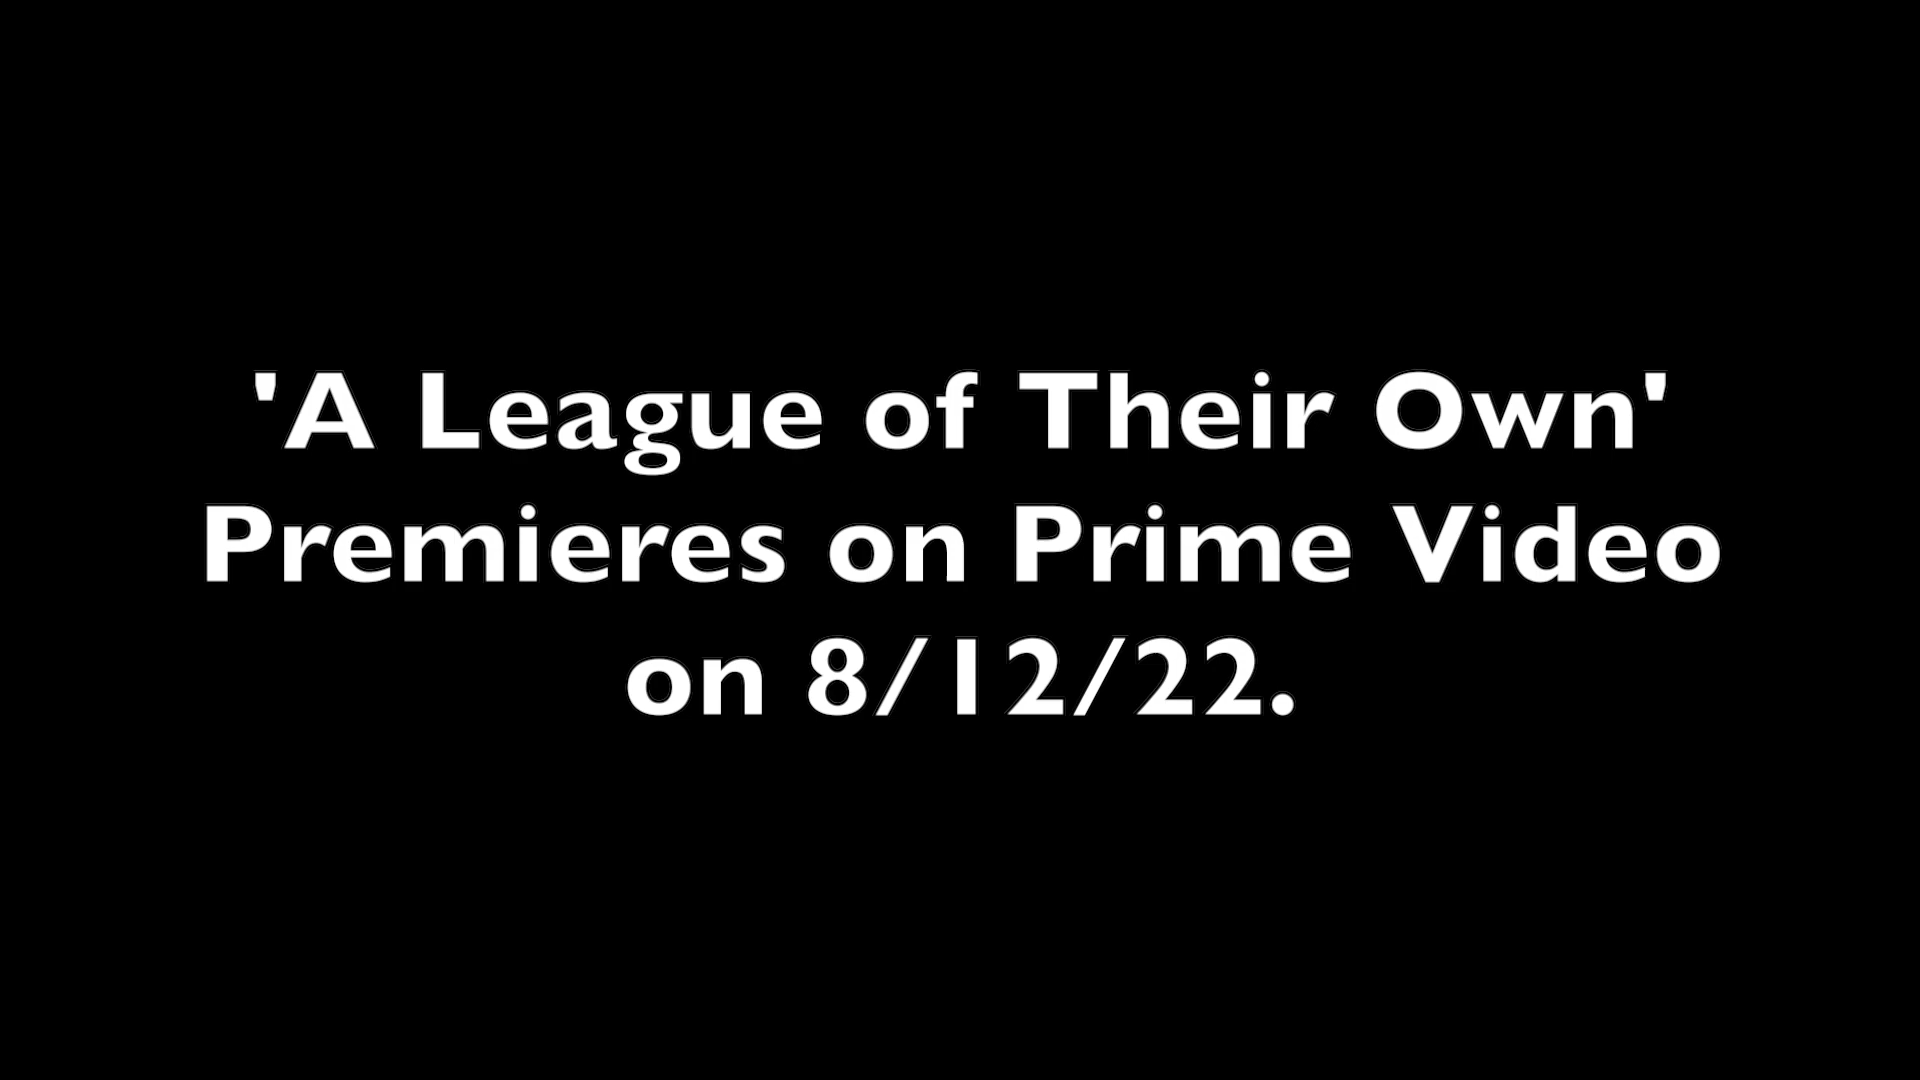 'A League of Their Own'
Premieres on Prime Video
on 8/12/22.